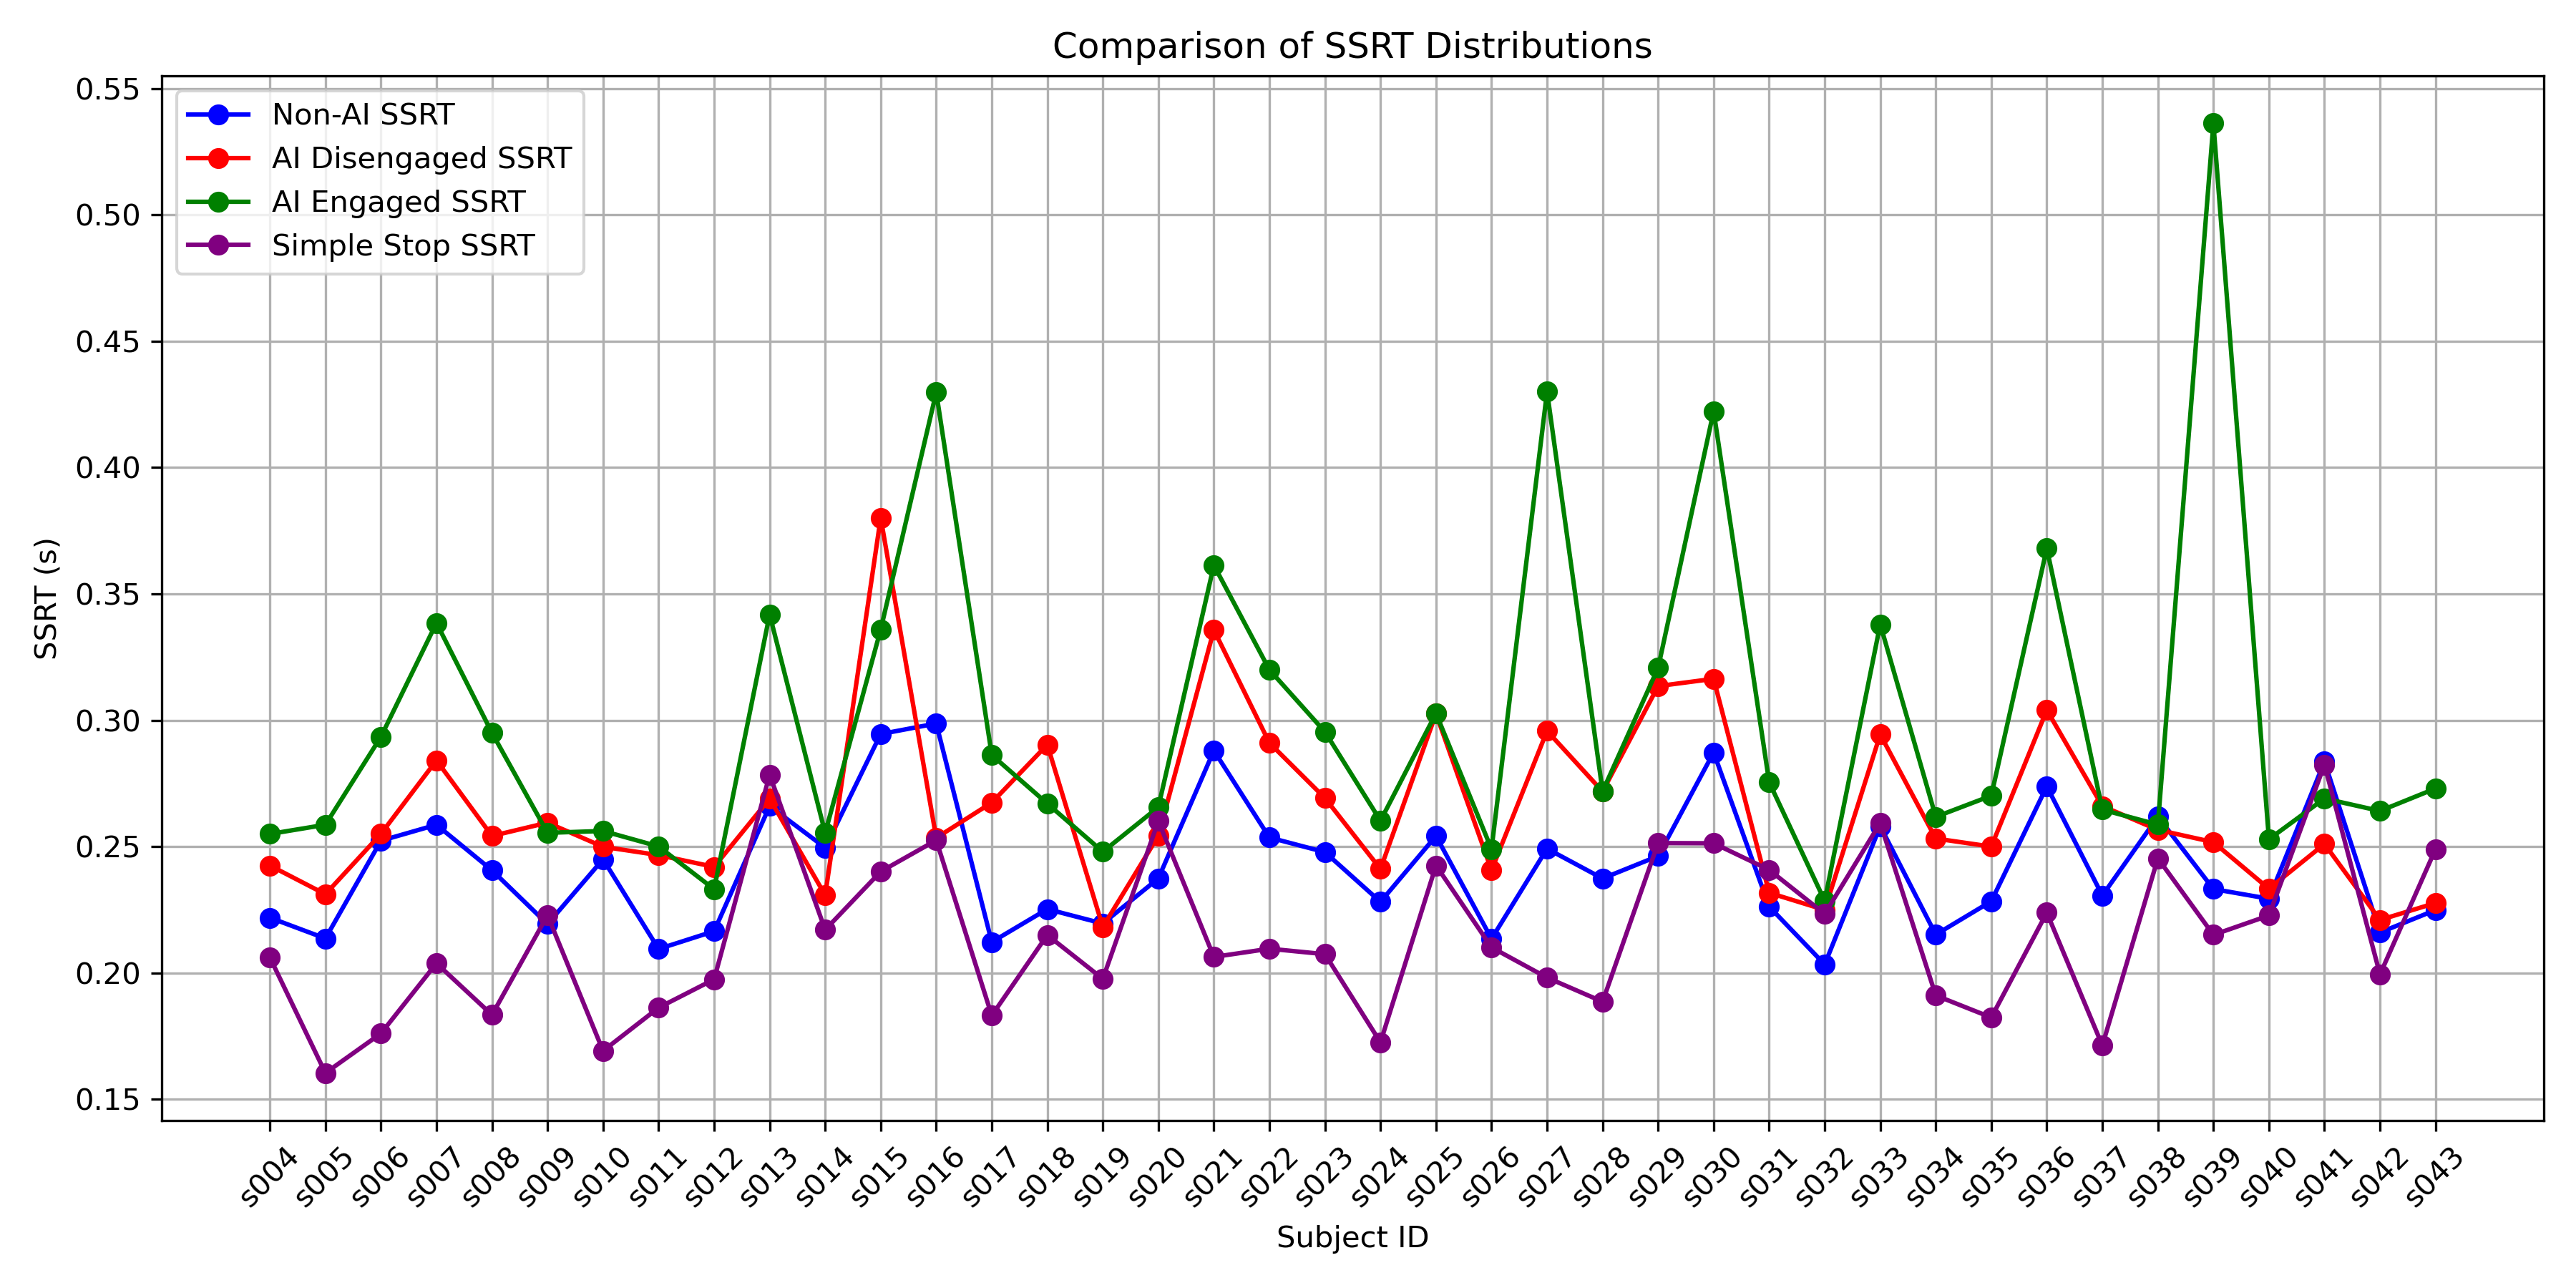 Comparison of SSRT Distributions
0.55
0.50
0.45
0.40
0.35
0.30
0.25
0.20
0.15
SSRT (s)
Non-AI SSRT
AI Disengaged SSRT
AI Engaged SSRT
Simple Stop SSRT
s004 s005 s006 s007 s008 s009 s010 s011 s012 s013 s014 s015 s016 s017 s018 s019 s020 s021 s022 s023 s024 s025 s026 s027 s028 s029 s030 s031 s032 s033 s034 s035 s036 s037 s038 s039 s040 s041 s042 s043
Subject ID